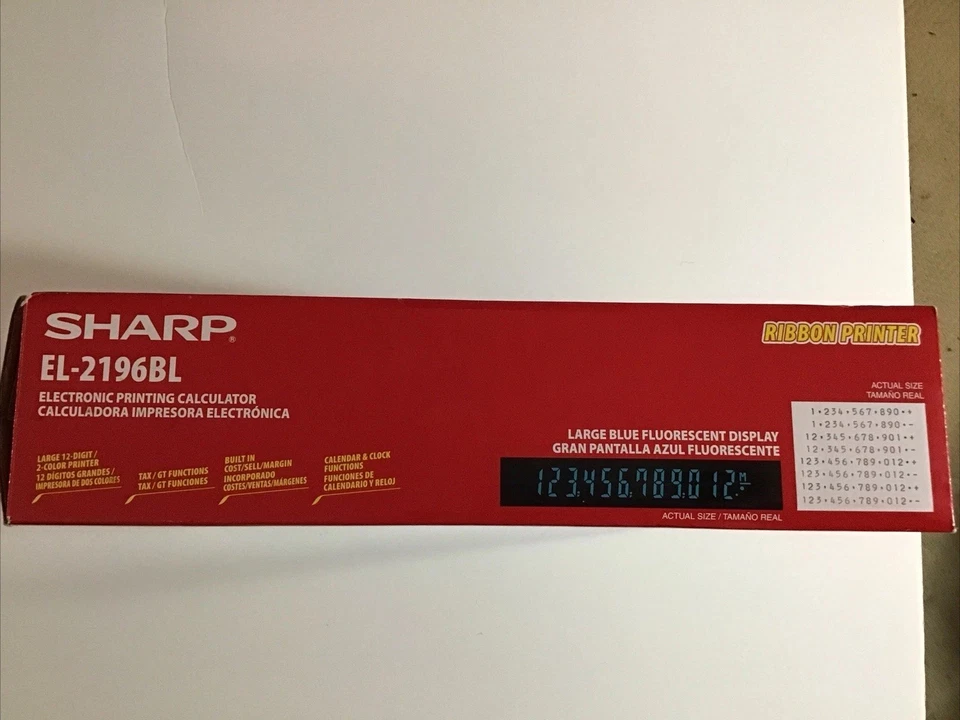 SHARP®
EL-2196BL
ELECTRONIC PRINTING CALCULATOR
CALCULADORA IMPRESORA ELECTRÓNICA
LARGE 12-DIGIT /
2-COLOR PRINTER
12 DÍGITOS GRANDES /
IMPRESORA DE DOS COLORES
TAX / GT FUNCTIONS
TAX / GT FUNCIONES
BUILT IN
COST/SELL/MARGIN
INCORPORADO
COSTES/VENTAS/MÁRGENES
CALENDAR & CLOCK
FUNCTIONS
FUNCIONES DE
CALENDARIO Y RELOJ
LARGE BLUE FLUORESCENT DISPLAY
GRAN PANTALLA AZUL FLUORESCENTE
123,456,789,012 M-
ACTUAL SIZE / TAMAÑO REAL
RIBBON PRINTER
ACTUAL SIZE
TAMAÑO REAL
1•234•567•890•+
1•234•567•890•-
12•345•678•901•+
12•345•678•901•-
123•456•789•012•+
123•456•789•012•-
123•456•789•012•+
123•456•789•012•-